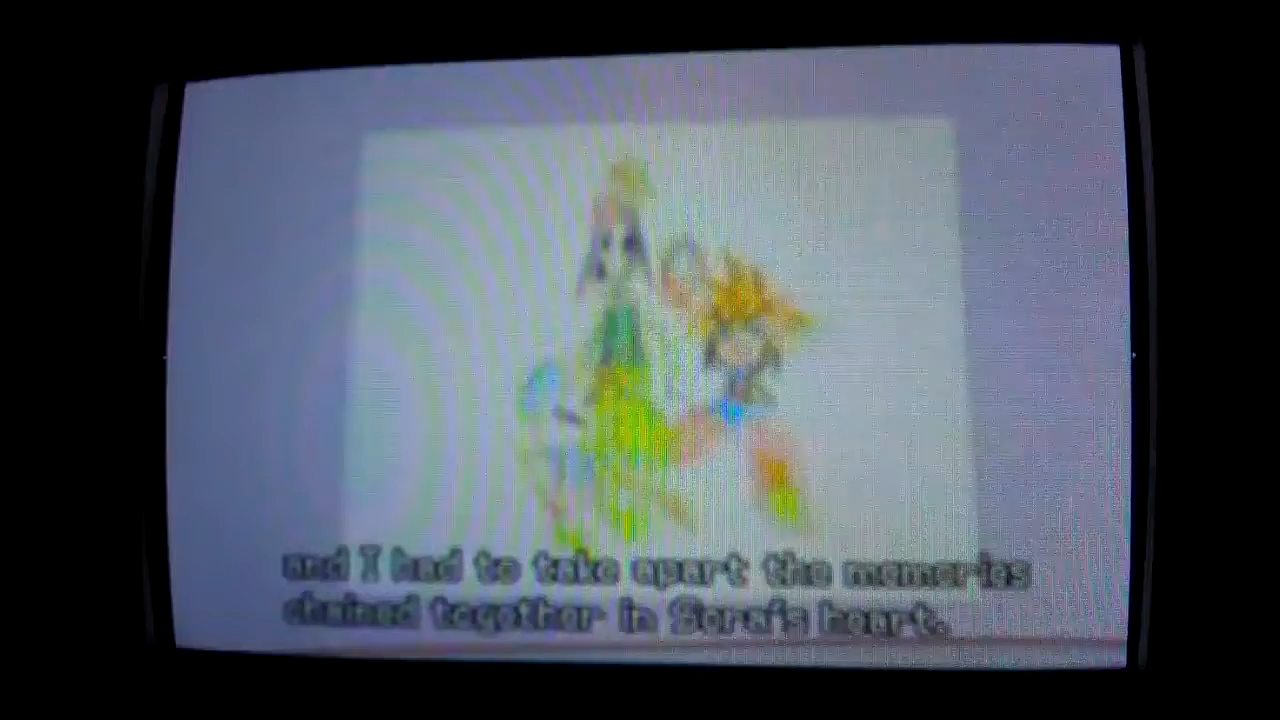 and I had to take apart the memories
chained together in Sora's heart.